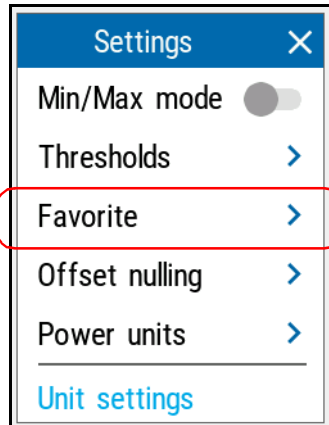 Settings
Min/Max mode
Thresholds
Favorite
Offset nulling
Power units
Unit settings